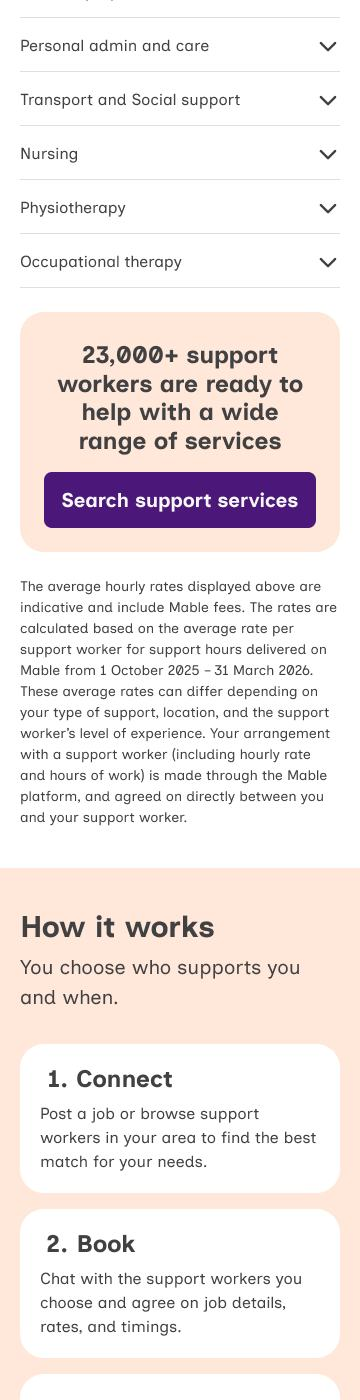 Personal admin and care
Transport and Social support
Nursing
Physiotherapy
Occupational therapy
23,000+ support
workers are ready to
help with a wide
range of services
Search support services
The average hourly rates displayed above are
indicative and include Mable fees. The rates are
calculated based on the average rate per
support worker for support hours delivered on
Mable from 1 October 2025 – 31 March 2026.
These average rates can differ depending on
your type of support, location, and the support
worker’s level of experience. Your arrangement
with a support worker (including hourly rate
and hours of work) is made through the Mable
platform, and agreed on directly between you
and your support worker.
How it works
You choose who supports you
and when.
1. Connect
Post a job or browse support
workers in your area to find the best
match for your needs.
2. Book
Chat with the support workers you
choose and agree on job details,
rates, and timings.